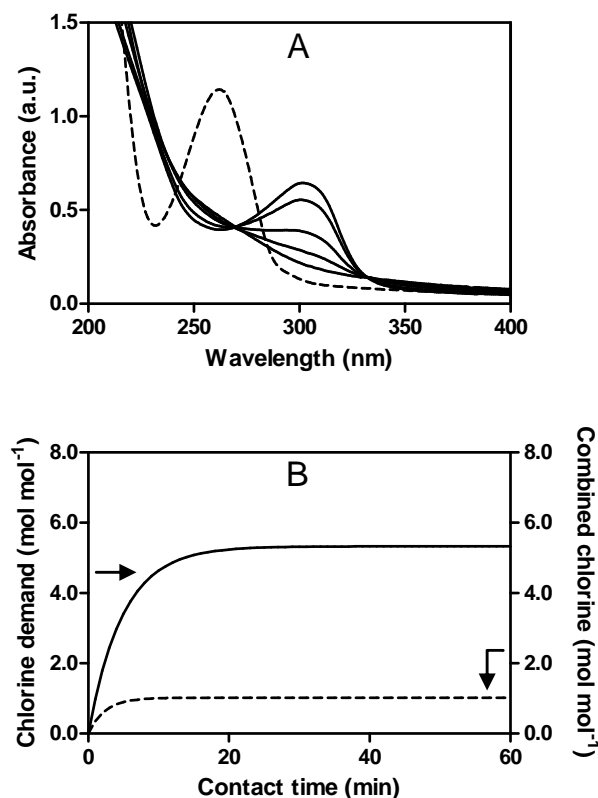 A
Absorbance (a.u.)
1.5
1.0
0.5
0.0
200 250 300 350 400
Wavelength (nm)
B
Chlorine demand (mol mol⁻¹)
8.0
6.0
4.0
2.0
0.0
8.0
6.0
4.0
2.0
0.0
Combined chlorine (mol mol⁻¹)
0 20 40 60
Contact time (min)